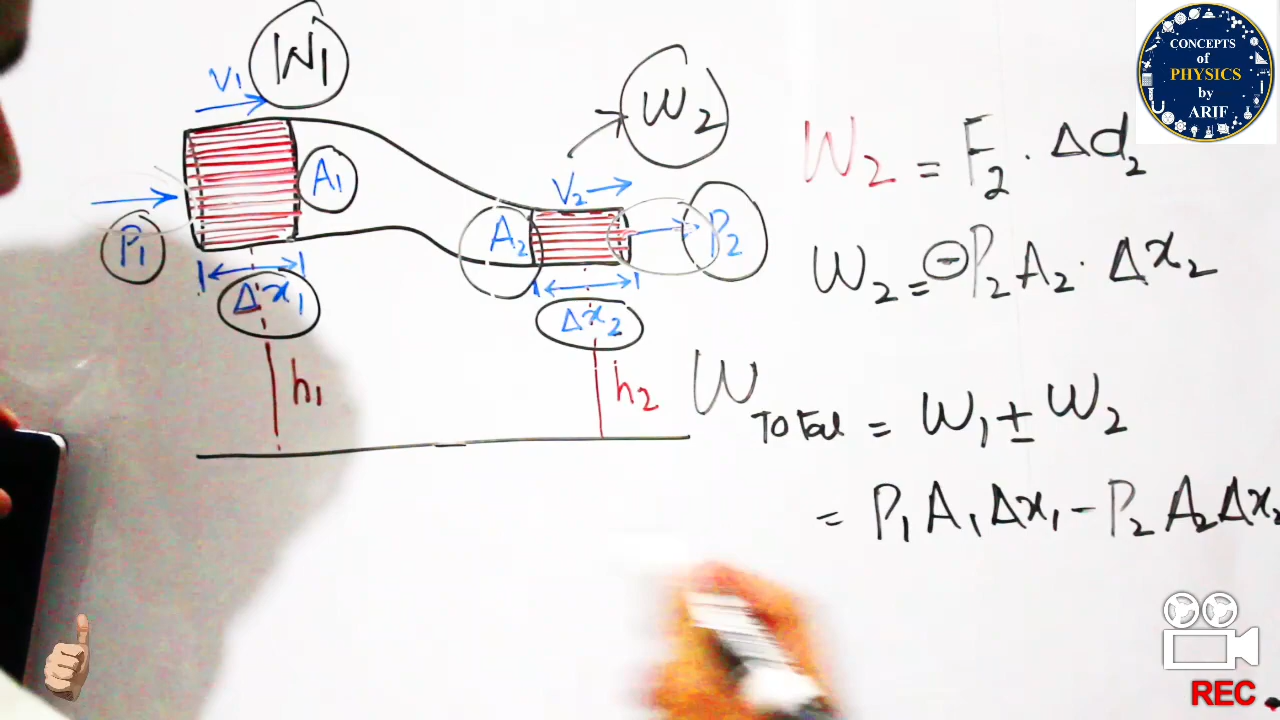 CONCEPTS
of
PHYSICS
by
ARIF
W1
V1
W2
A1
V2
P1
A2
P2
Δx1
Δx2
h1
h2
W2 = F2 . Δd2
W2 = -P2 A2 . Δx2
W Total = W1 ± W2
= P1 A1 Δx1 - P2 A2 Δx2
REC